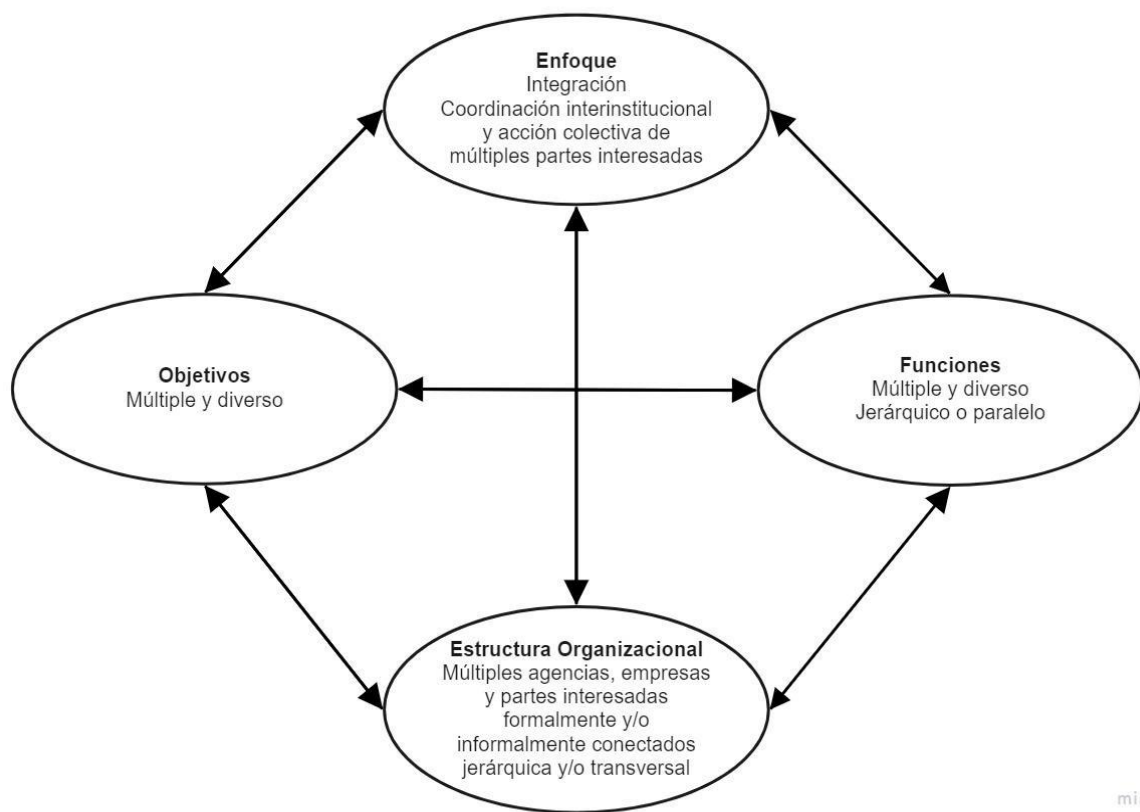 Enfoque
Integración
Coordinación interinstitucional
y acción colectiva de
múltiples partes interesadas
Objetivos
Múltiple y diverso
Funciones
Múltiple y diverso
Jerárquico o paralelo
Estructura Organizacional
Múltiples agencias, empresas
y partes interesadas
formalmente y/o
informalmente conectados
jerárquica y/o transversal
mi